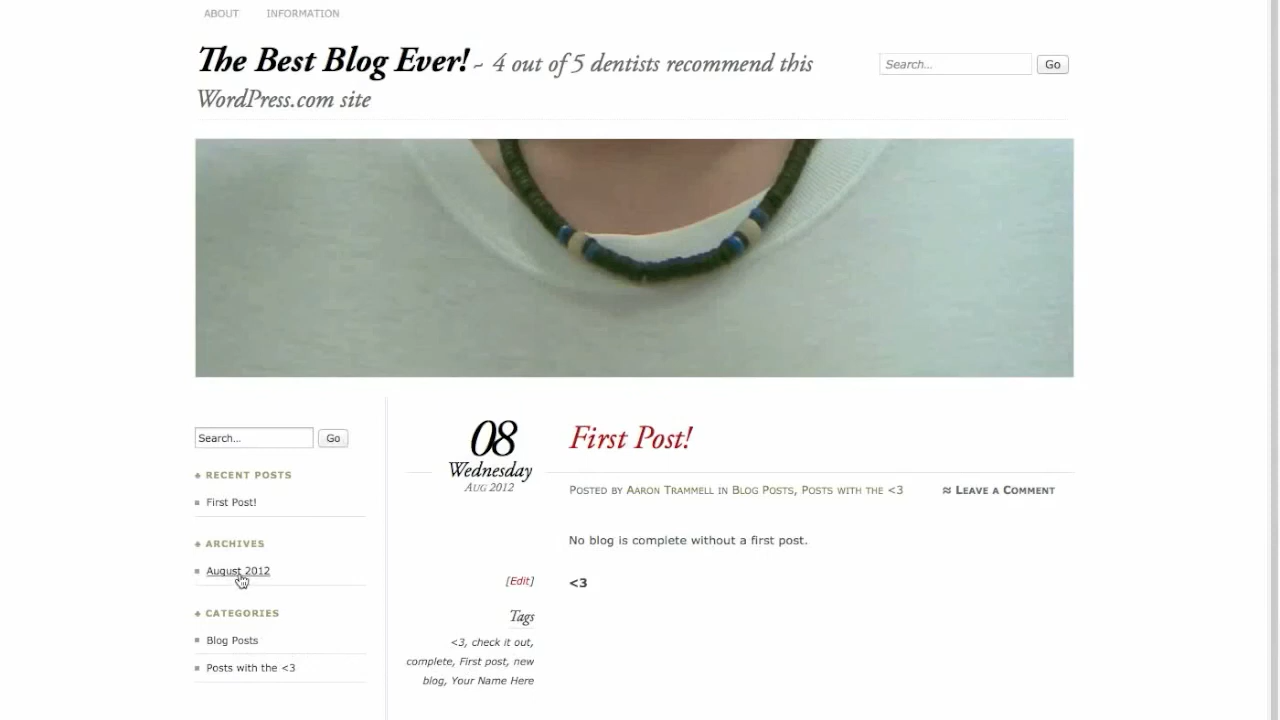 ABOUT INFORMATION
The Best Blog Ever! ~ 4 out of 5 dentists recommend this
WordPress.com site
Search... Go
Search... Go
RECENT POSTS
First Post!
ARCHIVES
August 2012
CATEGORIES
Blog Posts
Posts with the <3
08
Wednesday
AUG 2012
First Post!
POSTED BY AARON TRAMMELL IN BLOG POSTS, POSTS WITH THE <3
≈ LEAVE A COMMENT
No blog is complete without a first post.
<3
[Edit]
Tags
<3, check it out,
complete, First post, new
blog, Your Name Here